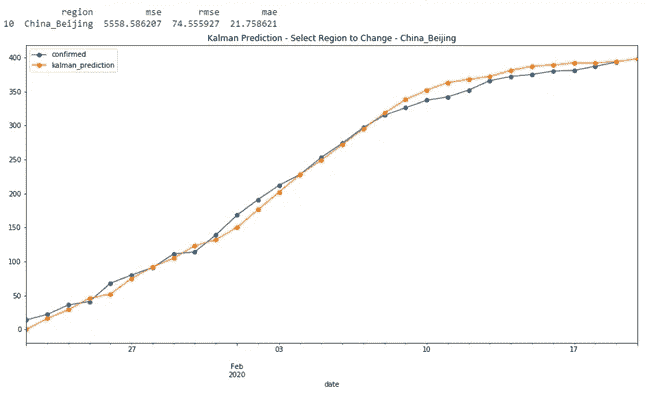 region mse rmse mae
10 China_Beijing 5558.586207 74.555927 21.758621
Kalman Prediction - Select Region to Change - China_Beijing
confirmed
kalman_prediction
400
350
300
250
200
150
100
50
0
27 03 10 17
Feb
2020
date